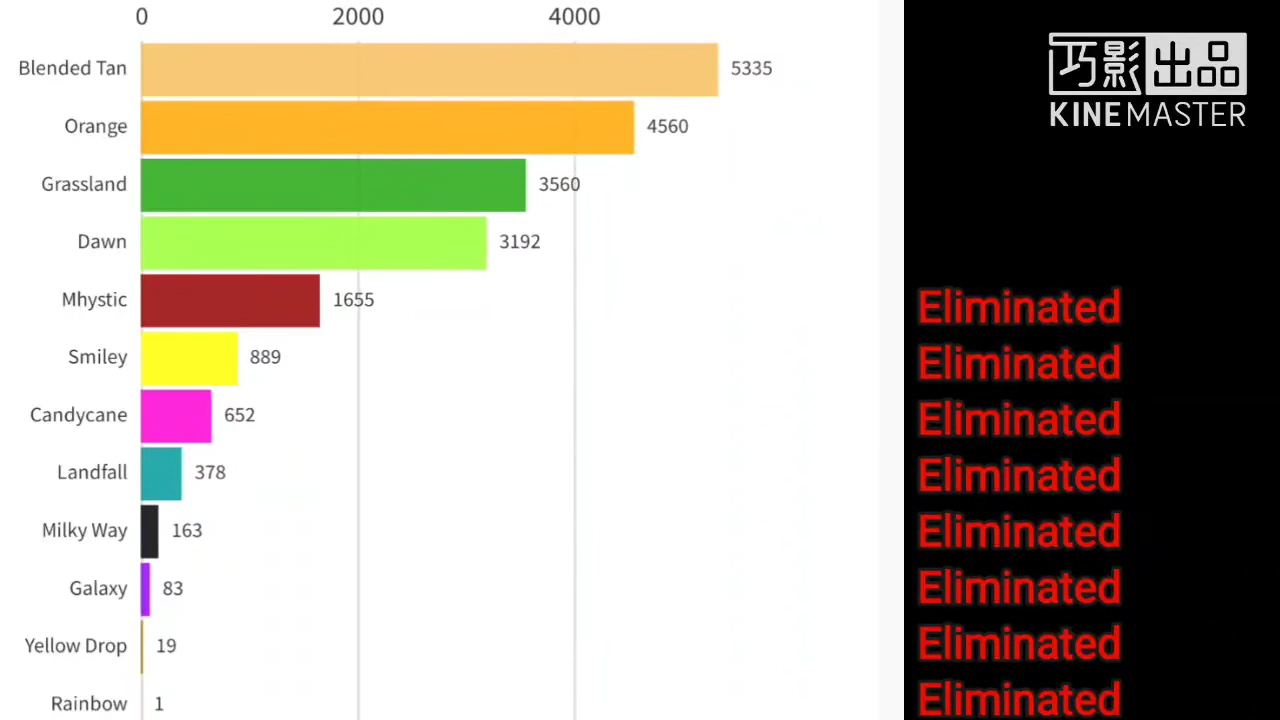 0 2000 4000
Blended Tan 5335
Orange 4560
Grassland 3560
Dawn 3192
Mhystic 1655
Smiley 889
Candycane 652
Landfall 378
Milky Way 163
Galaxy 83
Yellow Drop 19
Rainbow 1
巧影出品
KINEMASTER
Eliminated
Eliminated
Eliminated
Eliminated
Eliminated
Eliminated
Eliminated
Eliminated